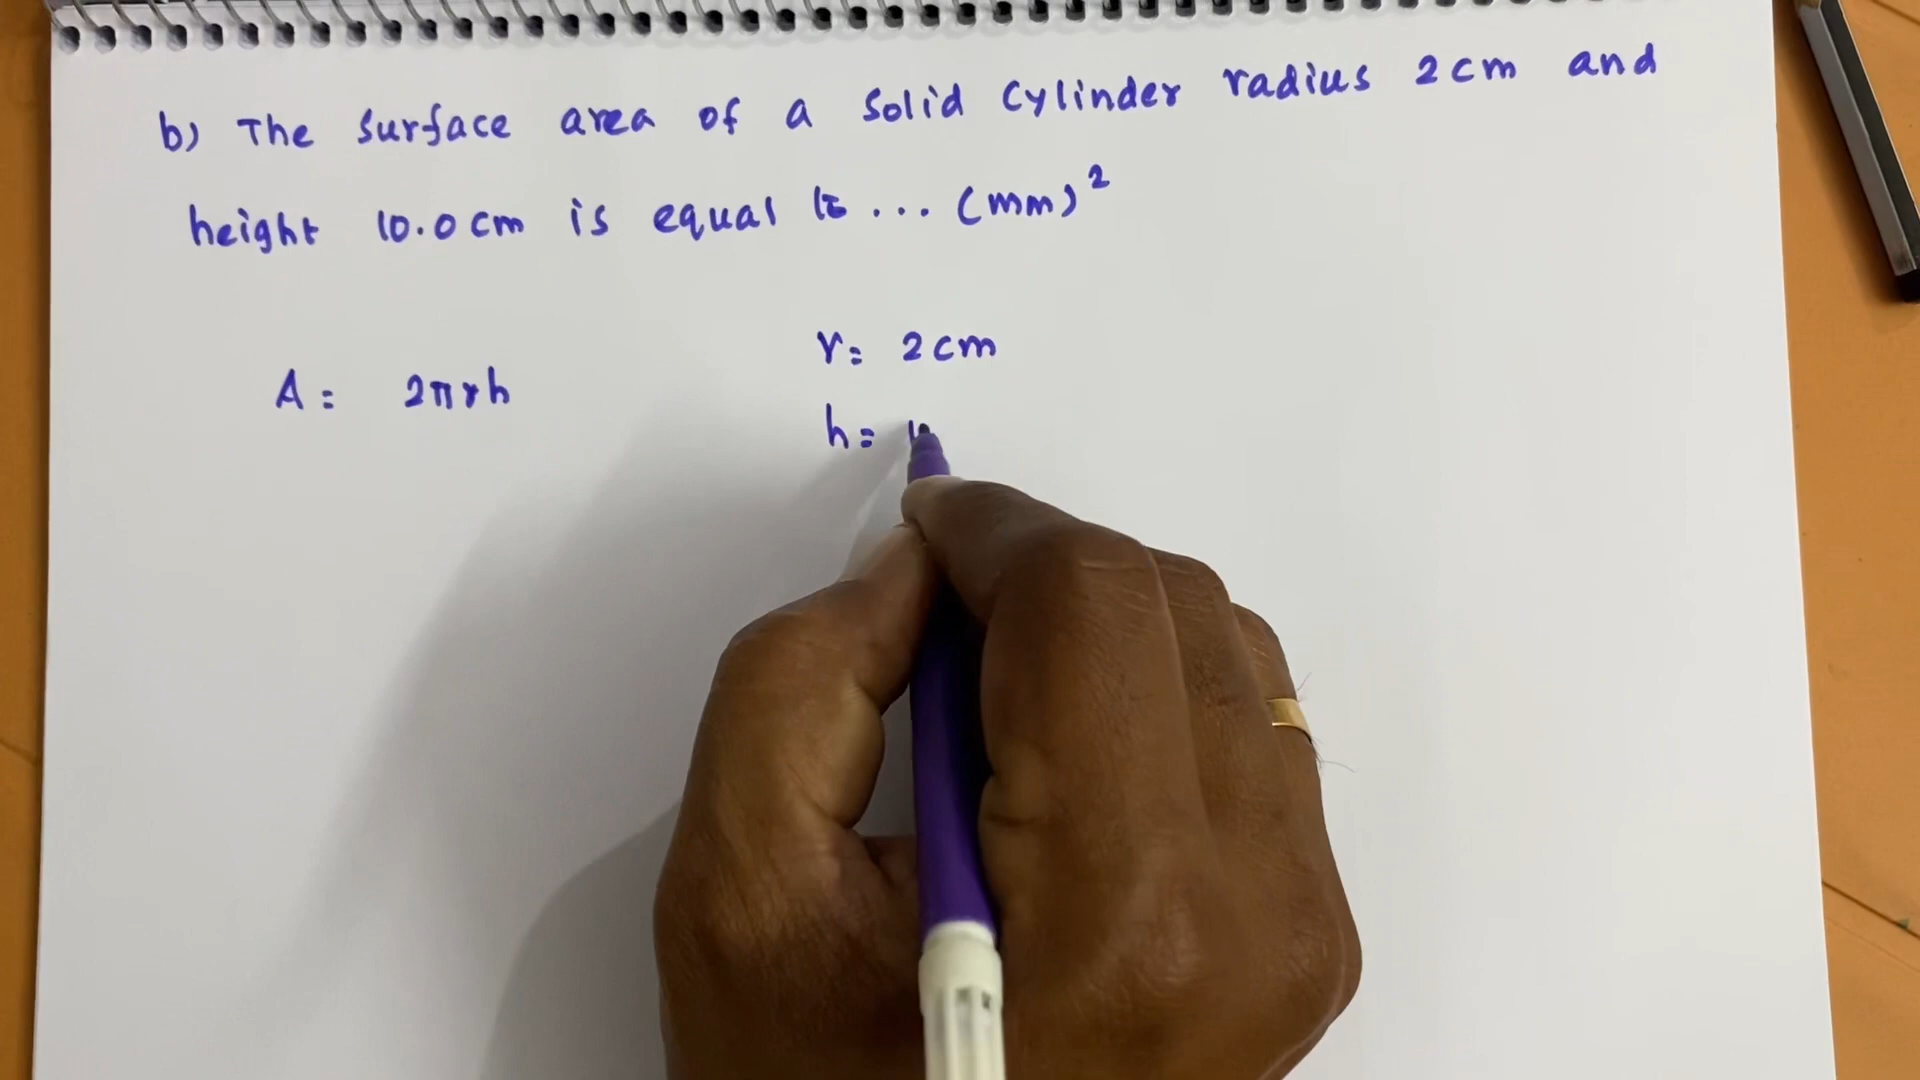 b) The surface area of a solid cylinder radius 2cm and
height 10.0cm is equal to ... (mm)²
r = 2cm
A = 2πrh
h =